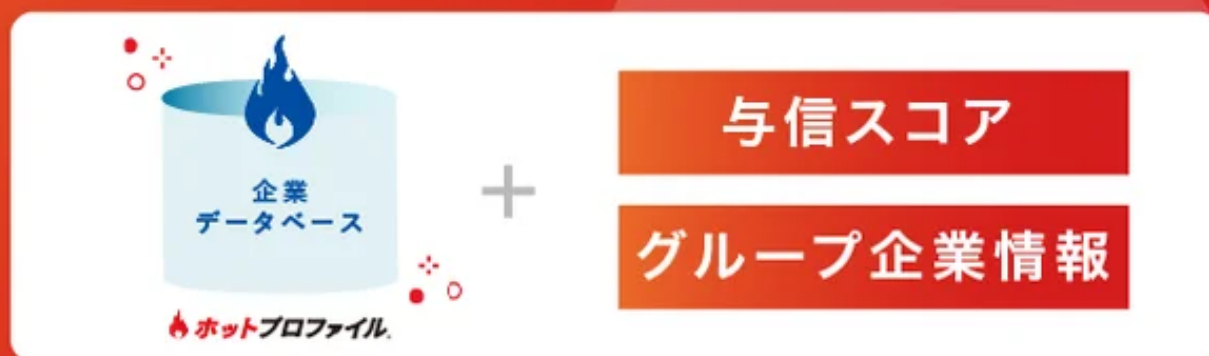 企業
データベース
ホットプロファイル
+
与信スコア
グループ企業情報